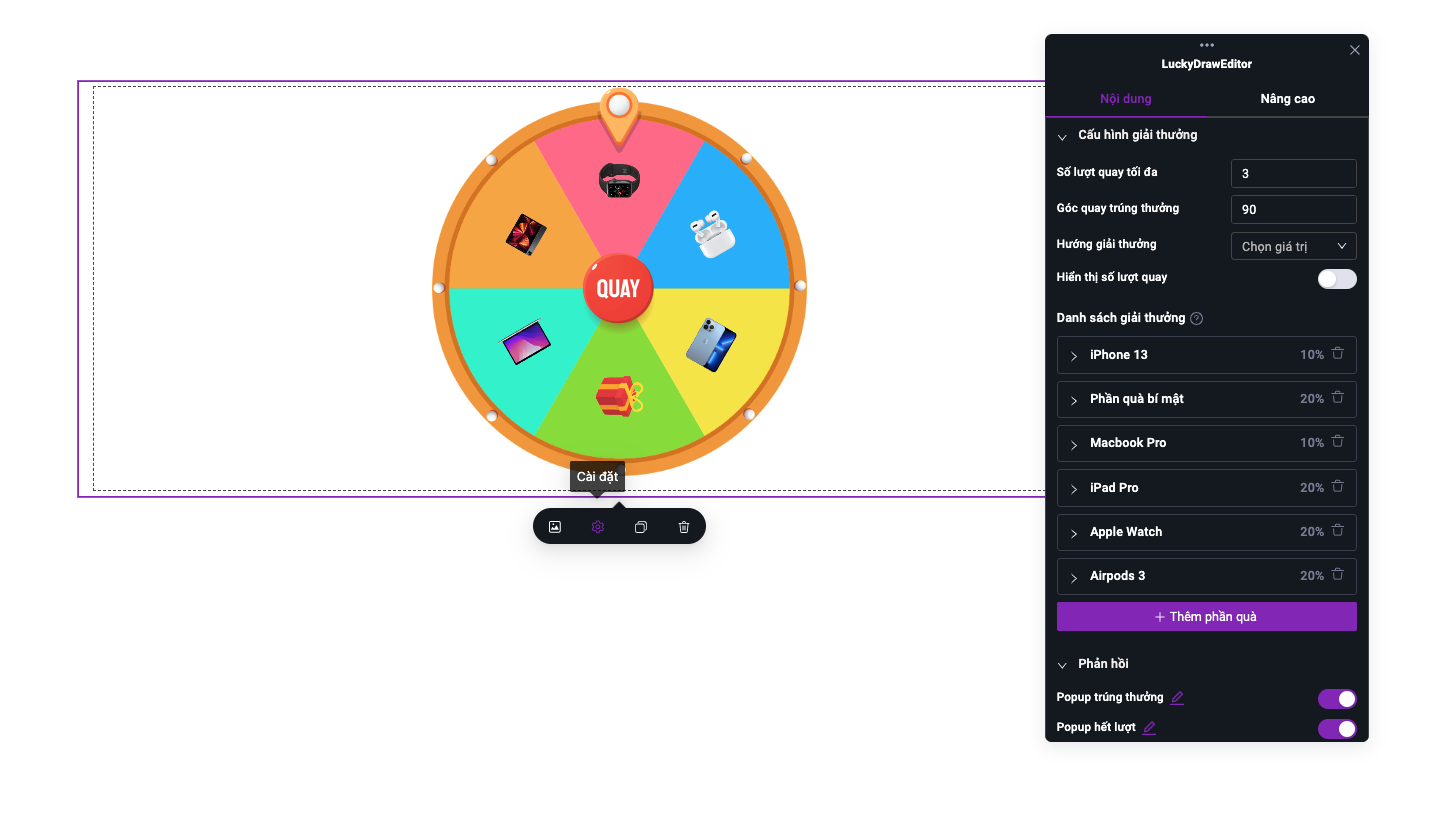 QUAY
Cài đặt
LuckyDrawEditor
Nội dung
Nâng cao
Cấu hình giải thưởng
Số lượt quay tối đa
3
Góc quay trúng thưởng
90
Hướng giải thưởng
Chọn giá trị
Hiển thị số lượt quay
Danh sách giải thưởng
iPhone 13 10%
Phần quà bí mật 20%
Macbook Pro 10%
iPad Pro 20%
Apple Watch 20%
Airpods 3 20%
+ Thêm phần quà
Phản hồi
Popup trúng thưởng
Popup hết lượt